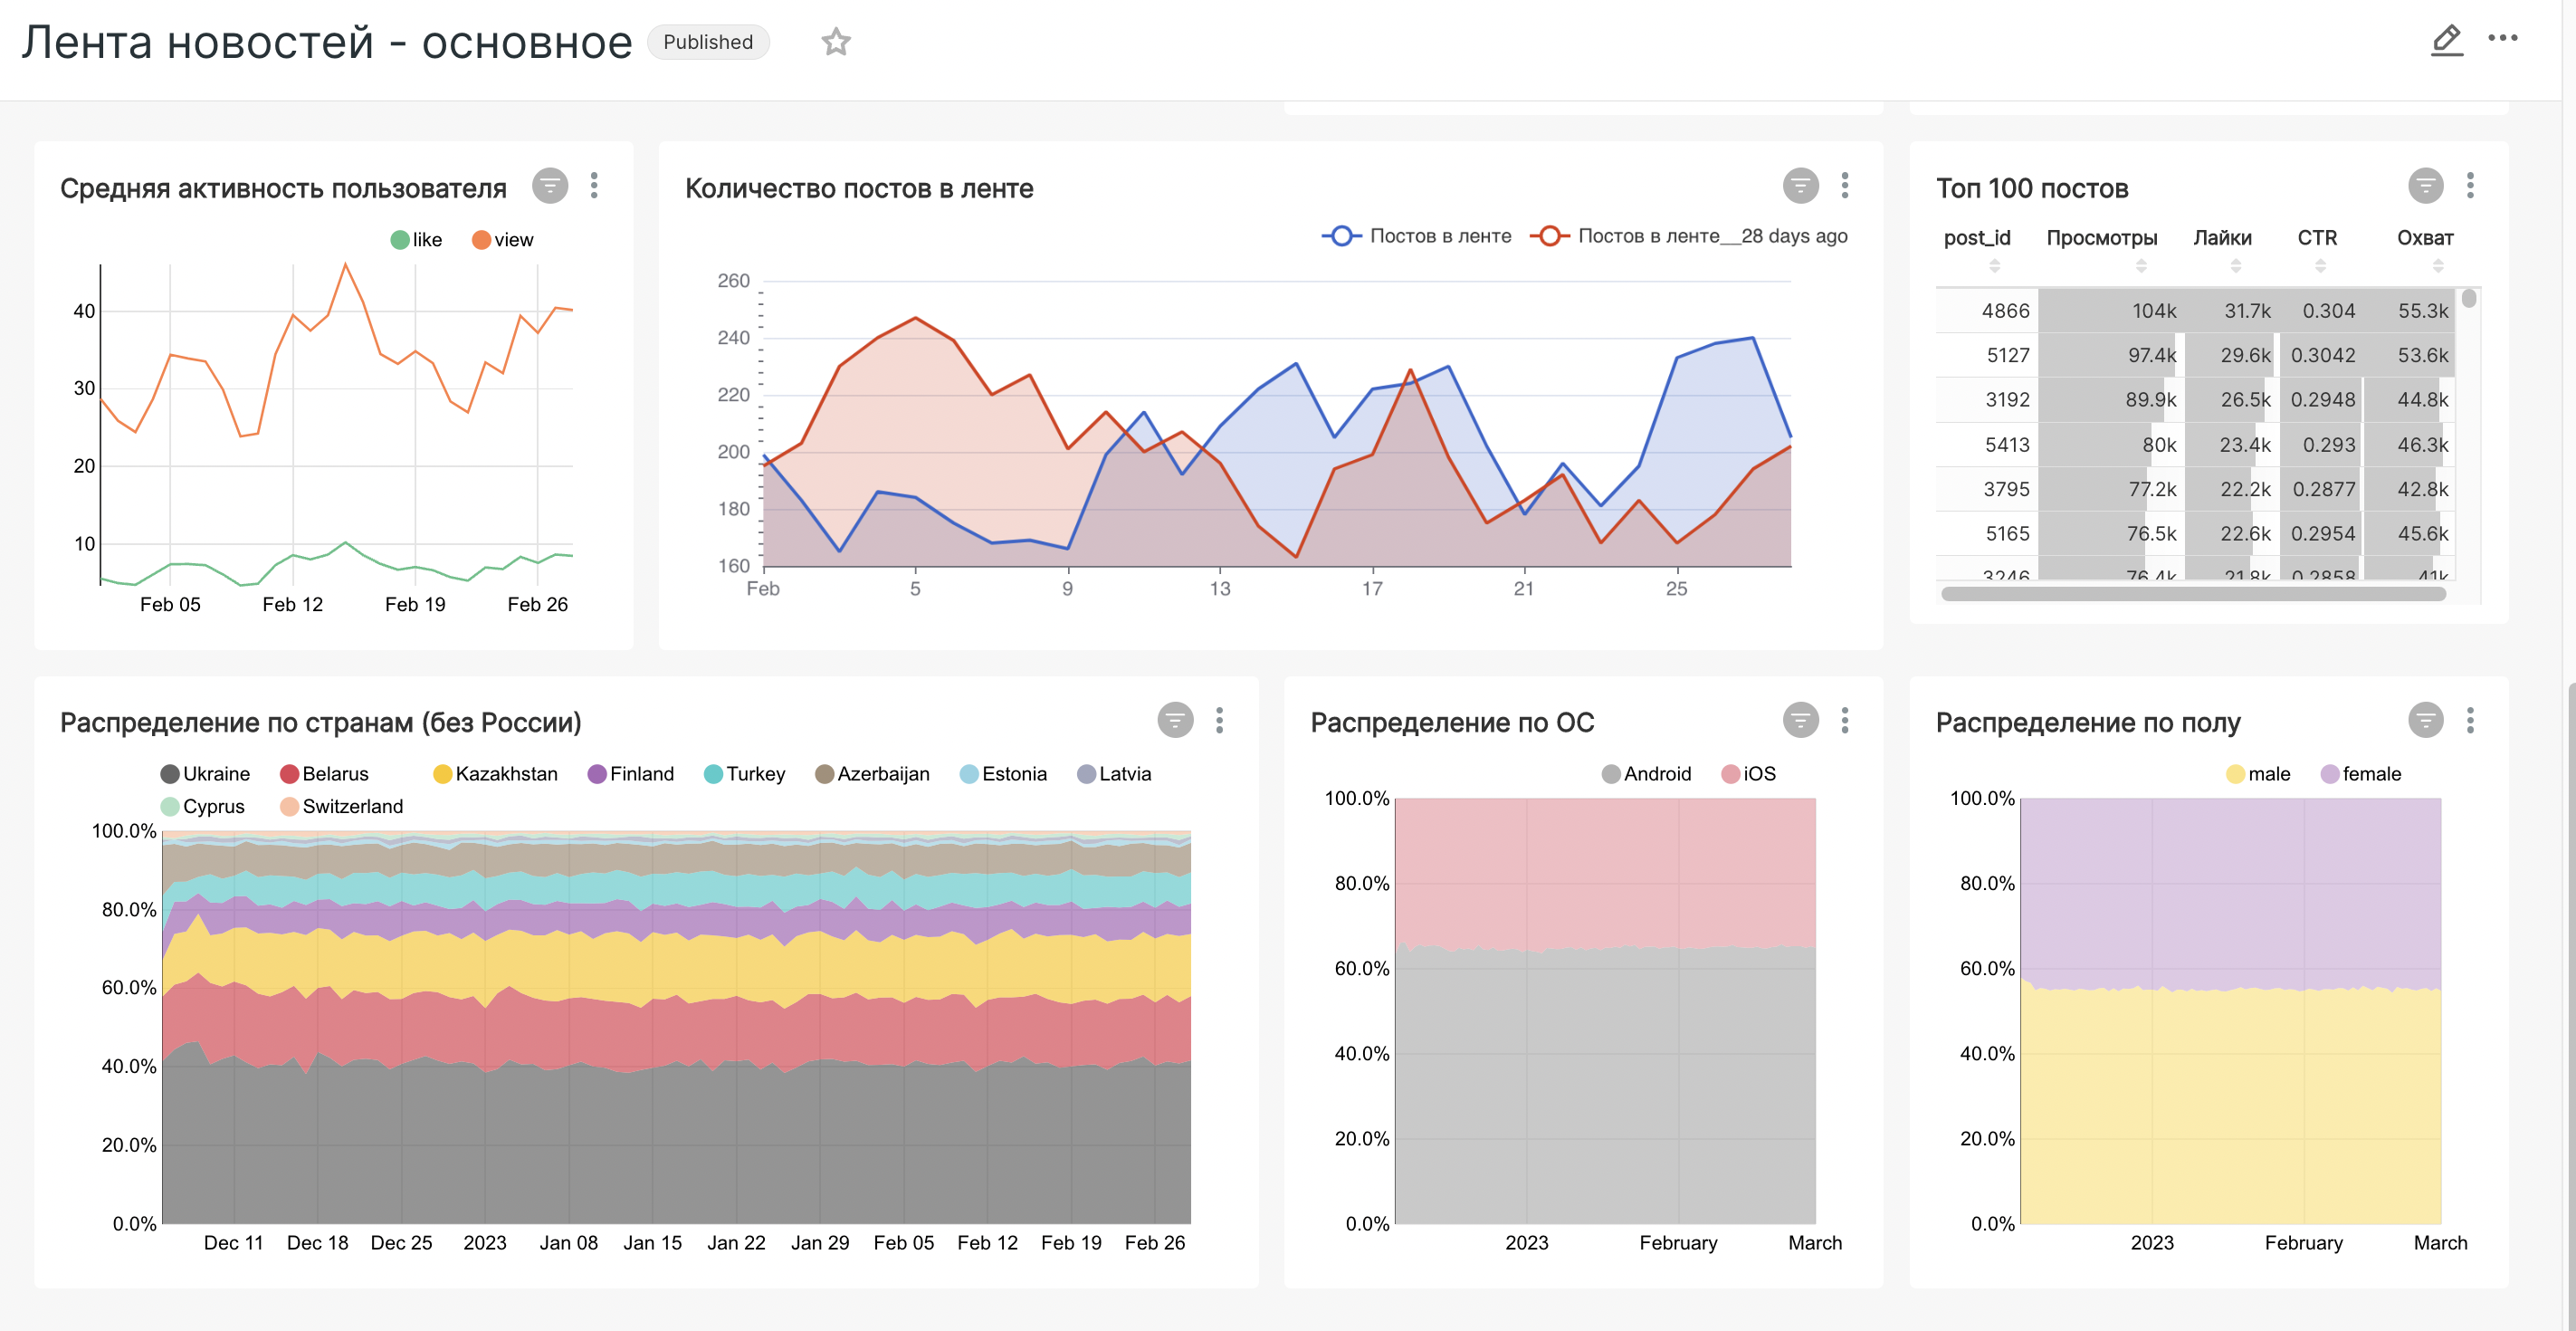 Лента новостей - основное Published
Средняя активность пользователя
like view
40
30
20
10
Feb 05 Feb 12 Feb 19 Feb 26
Количество постов в ленте
Постов в ленте Постов в ленте__28 days ago
260
240
220
200
180
160
Feb 5 9 13 17 21 25
Топ 100 постов
post_id Просмотры Лайки CTR Охват
4866 104k 31.7k 0.304 55.3k
5127 97.4k 29.6k 0.3042 53.6k
3192 89.9k 26.5k 0.2948 44.8k
5413 80k 23.4k 0.293 46.3k
3795 77.2k 22.2k 0.2877 42.8k
5165 76.5k 22.6k 0.2954 45.6k
3246 76.4k 21.8k 0.2858 41k
Распределение по странам (без России)
Ukraine Belarus Kazakhstan Finland Turkey Azerbaijan Estonia Latvia
Cyprus Switzerland
100.0%
80.0%
60.0%
40.0%
20.0%
0.0%
Dec 11 Dec 18 Dec 25 2023 Jan 08 Jan 15 Jan 22 Jan 29 Feb 05 Feb 12 Feb 19 Feb 26
Распределение по ОС
Android iOS
100.0%
80.0%
60.0%
40.0%
20.0%
0.0%
2023 February March
Распределение по полу
male female
100.0%
80.0%
60.0%
40.0%
20.0%
0.0%
2023 February March